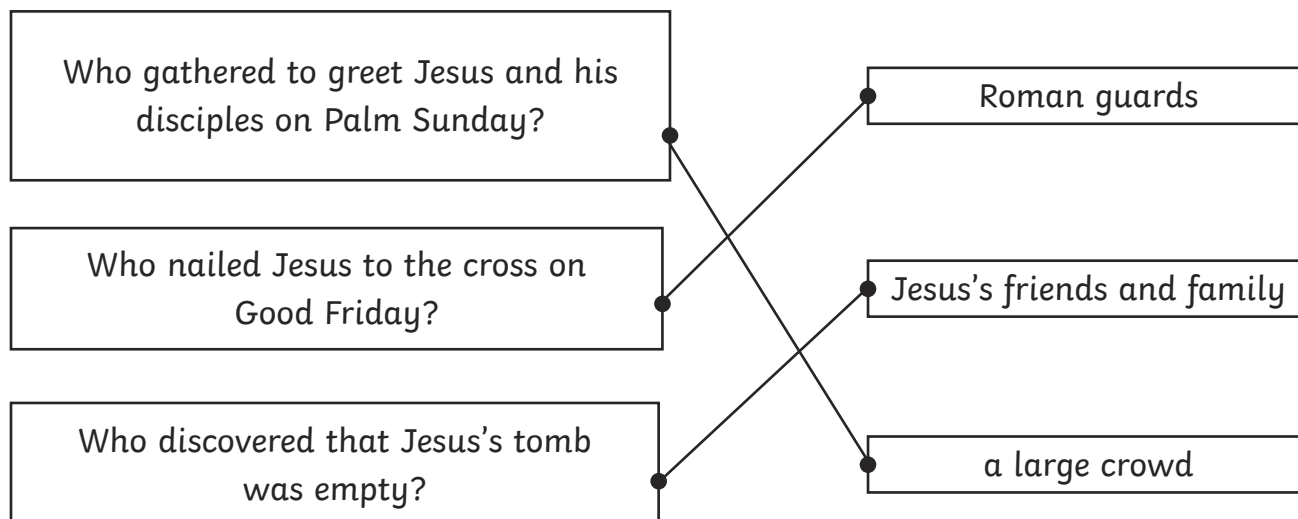 Who gathered to greet Jesus and his
disciples on Palm Sunday?
Who nailed Jesus to the cross on
Good Friday?
Who discovered that Jesus's tomb
was empty?
Roman guards
Jesus's friends and family
a large crowd